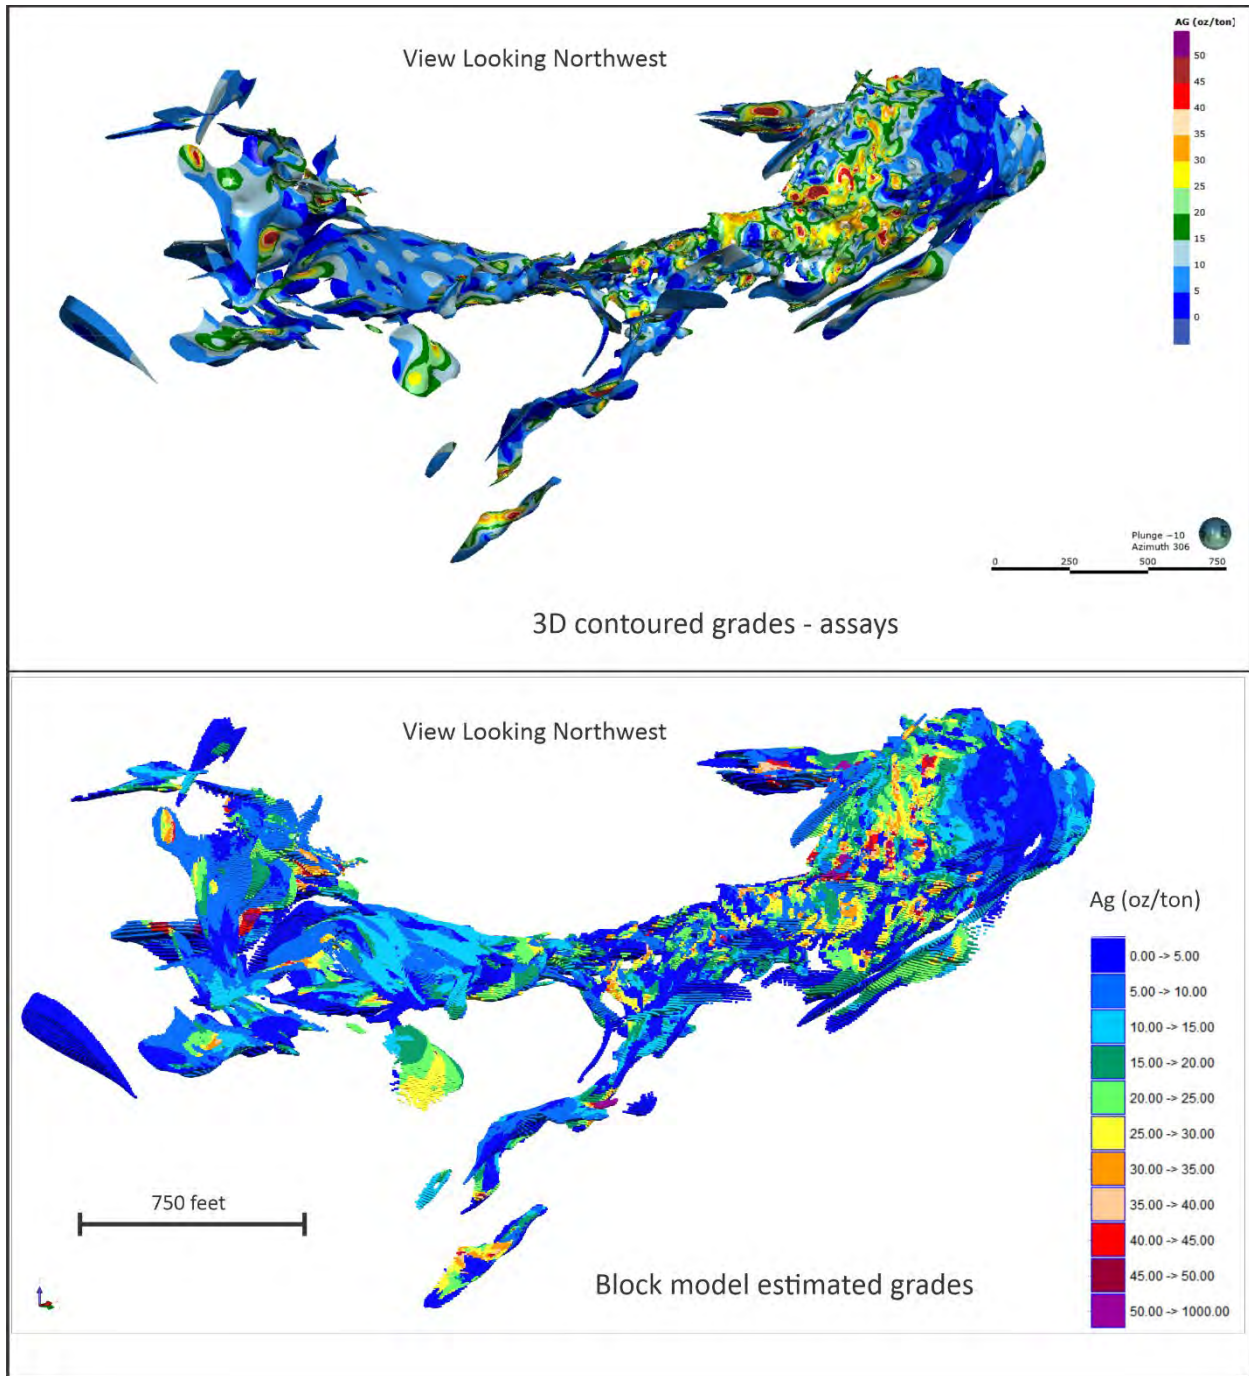 AG (oz/ton)
View Looking Northwest
50
45
40
35
30
25
20
15
10
5
0
Plunge -10
Azimuth 306
0 250 500 750
3D contoured grades - assays
View Looking Northwest
Ag (oz/ton)
0.00 -> 5.00
5.00 -> 10.00
10.00 -> 15.00
15.00 -> 20.00
20.00 -> 25.00
25.00 -> 30.00
30.00 -> 35.00
35.00 -> 40.00
40.00 -> 45.00
45.00 -> 50.00
50.00 -> 1000.00
750 feet
Block model estimated grades